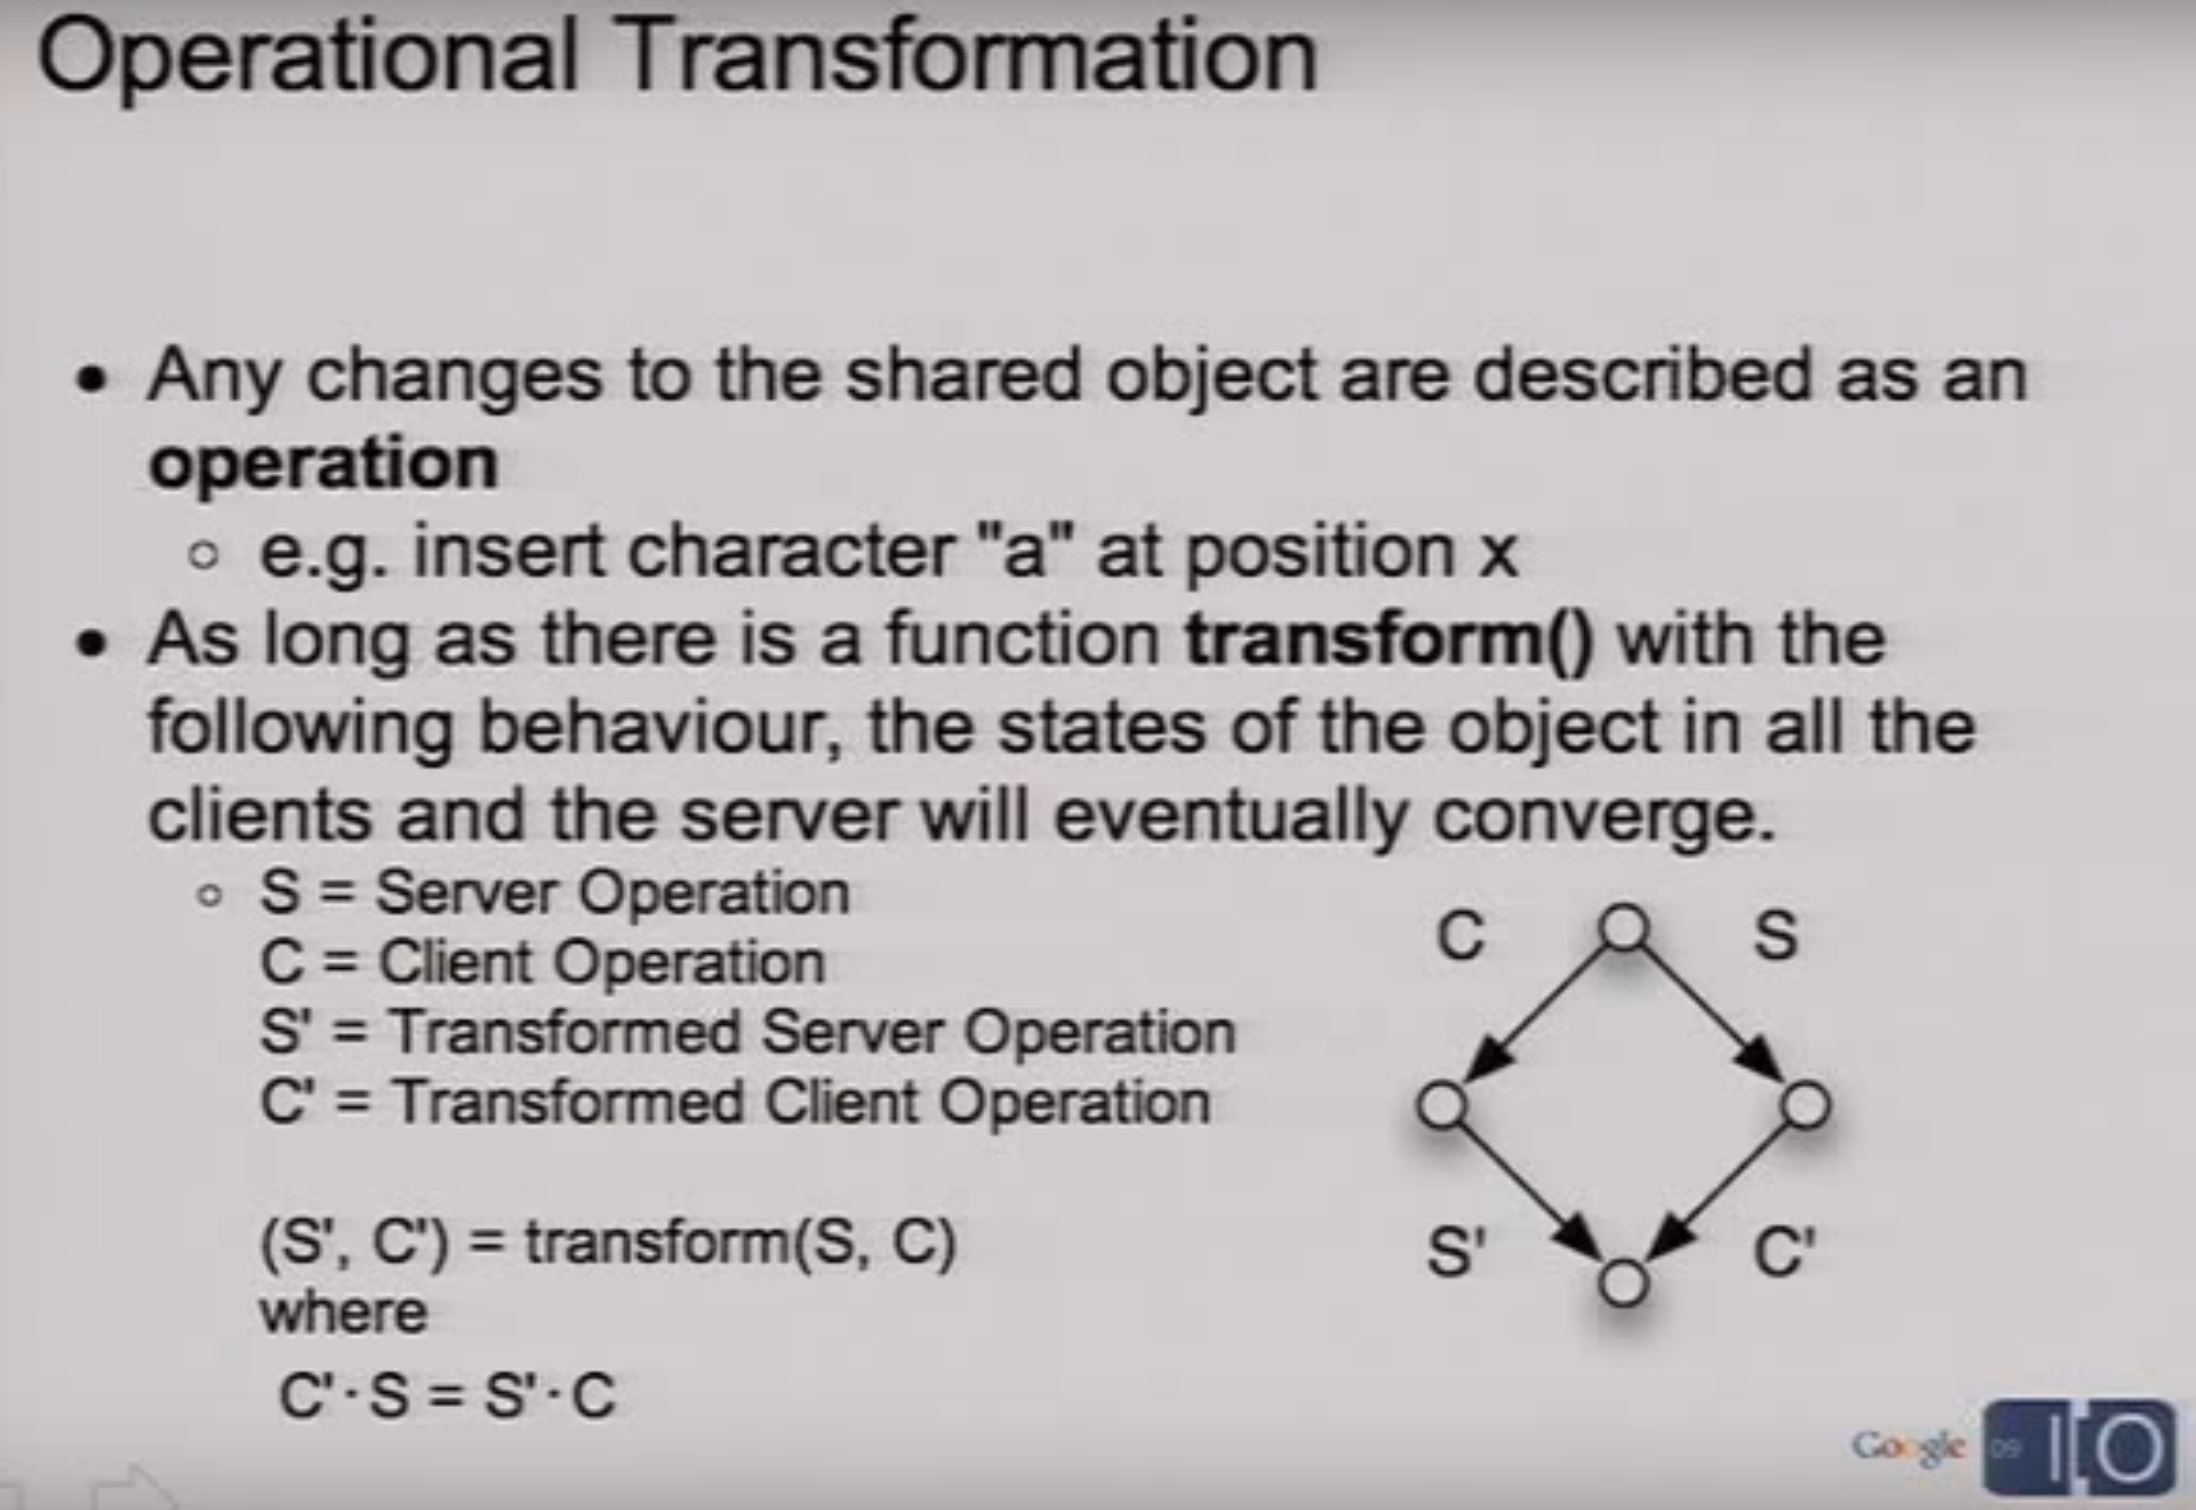 Operational Transformation
• Any changes to the shared object are described as an
operation
○ e.g. insert character "a" at position x
• As long as there is a function transform() with the
following behaviour, the states of the object in all the
clients and the server will eventually converge.
○ S = Server Operation
C = Client Operation
S' = Transformed Server Operation
C' = Transformed Client Operation
(S', C') = transform(S, C)
where
C'·S = S'·C
C S
S' C'
Google 09 IO